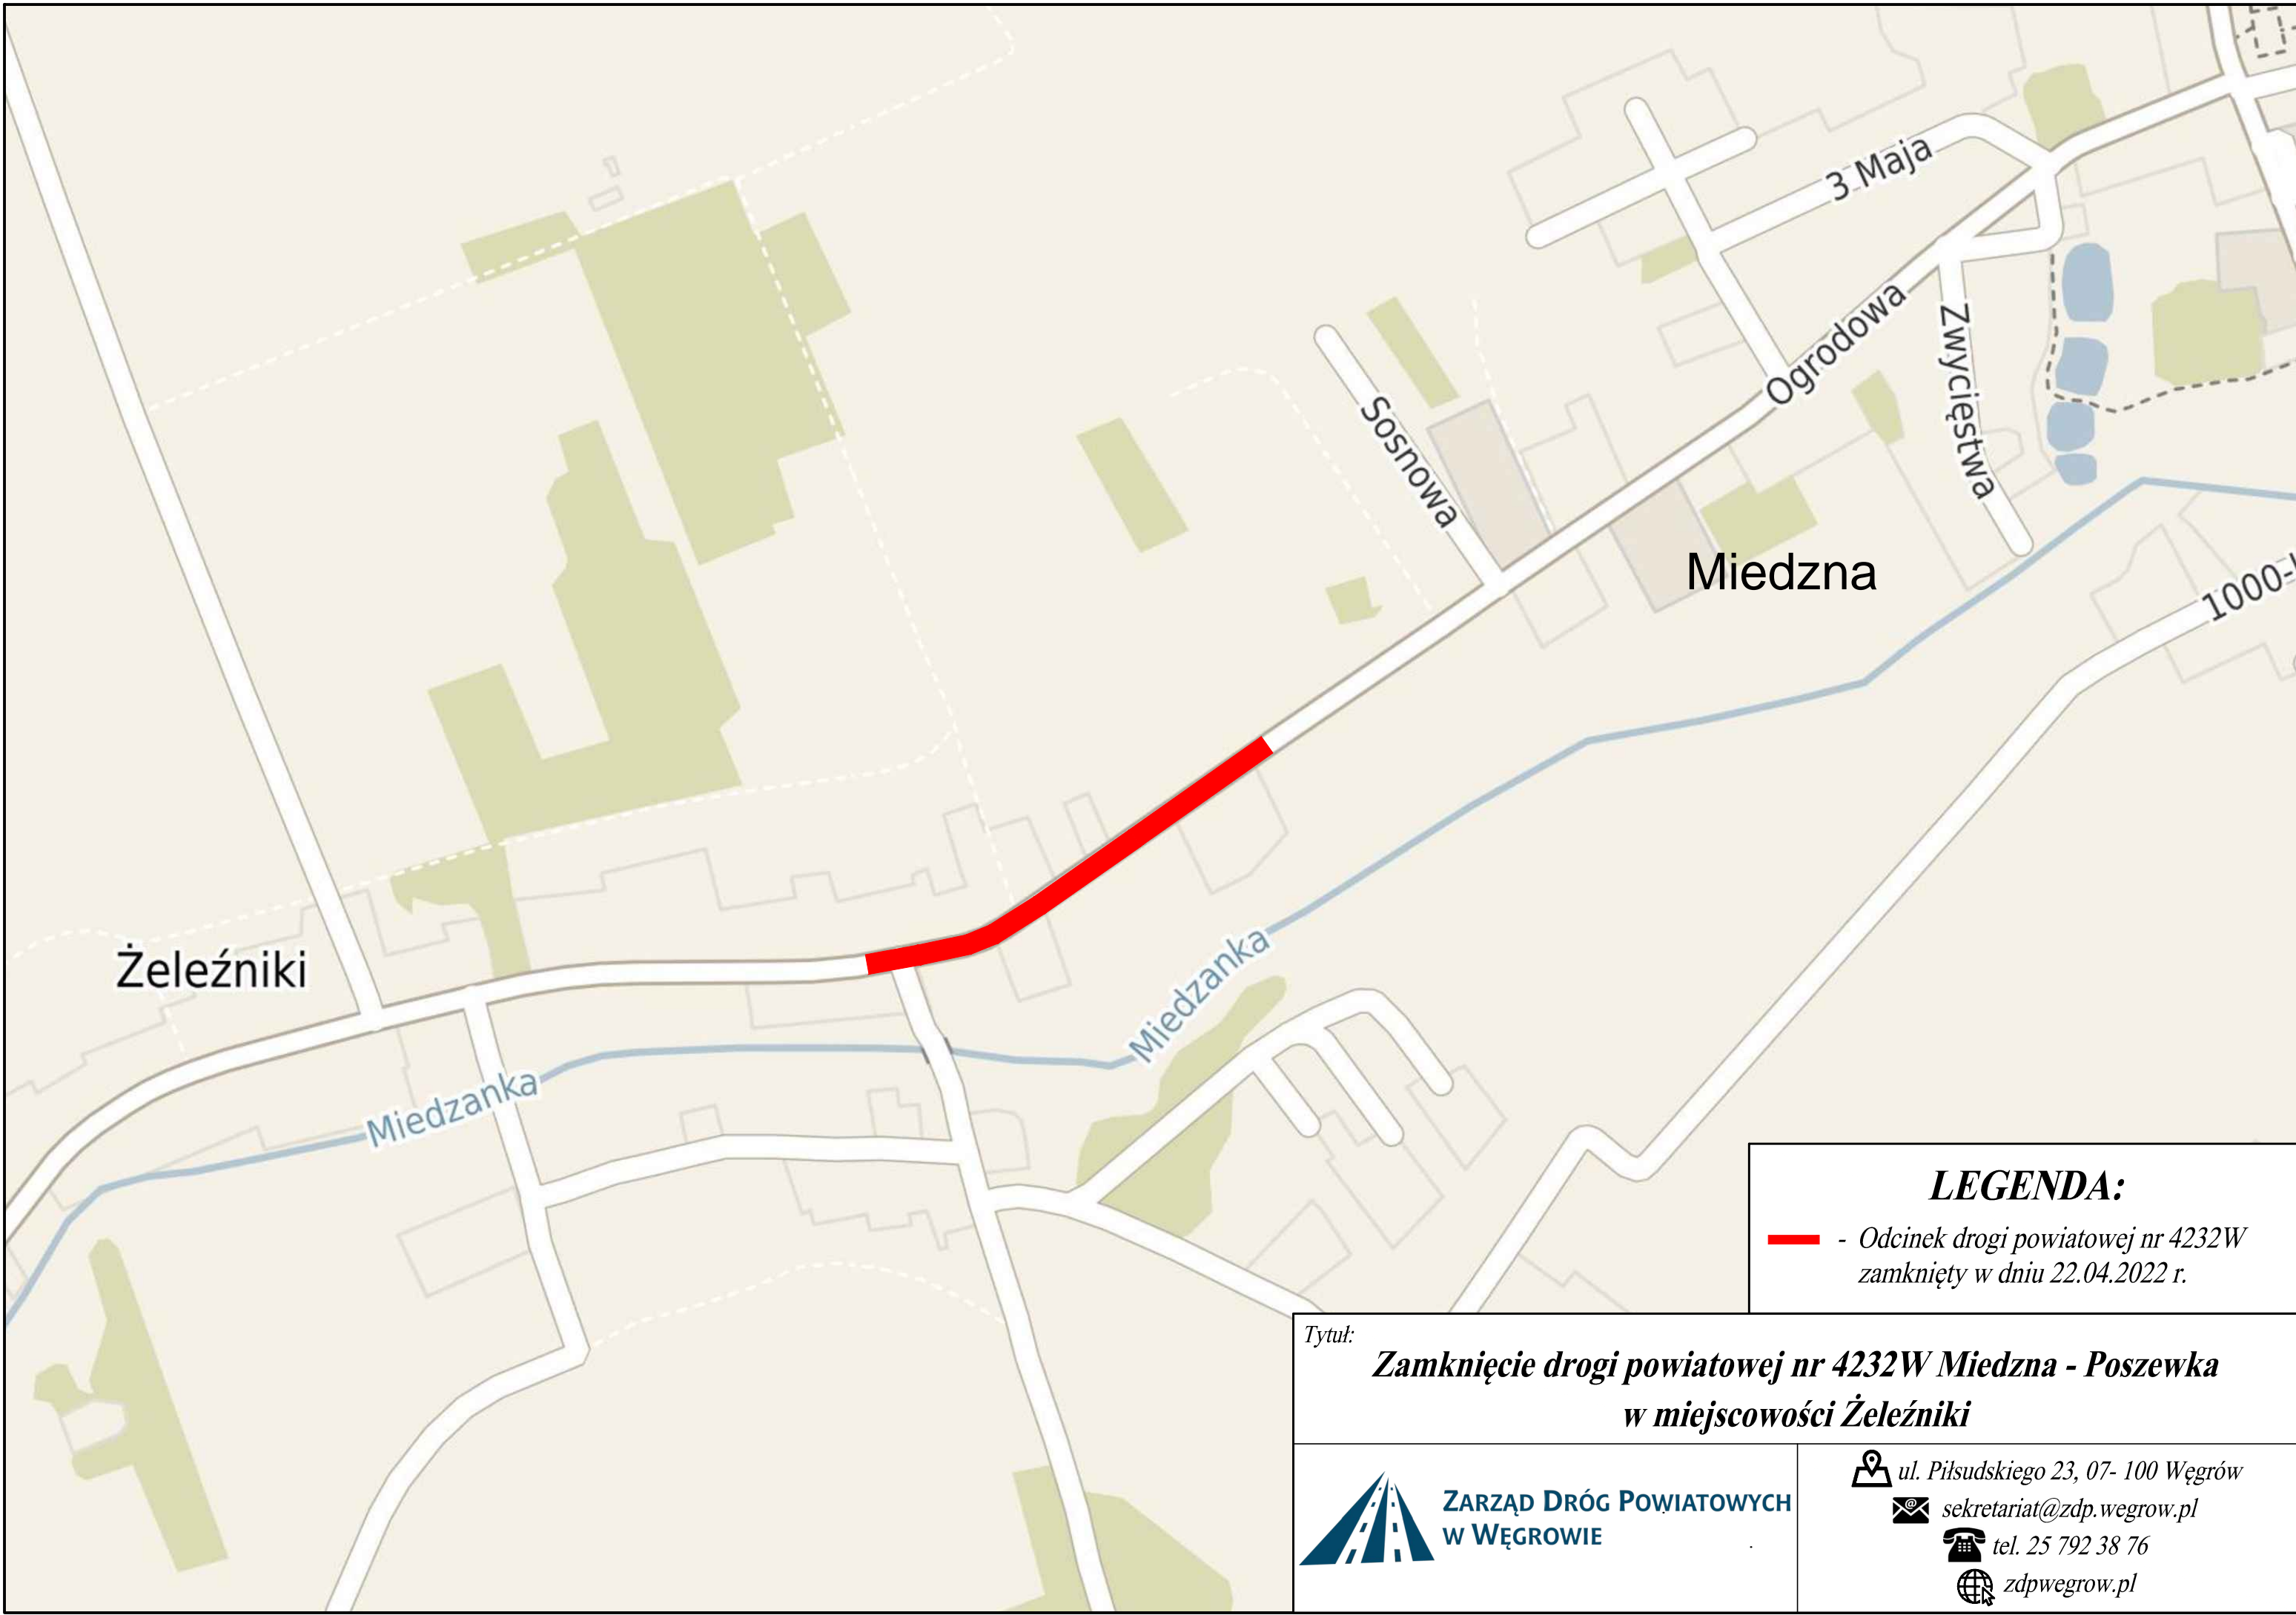 3 Maja
Ogrodowa
Zwycięstwa
Sosnowa
Miedzna
1000-
Żeleźniki
Miedzanka
Miedzanka
LEGENDA:
- Odcinek drogi powiatowej nr 4232W
zamknięty w dniu 22.04.2022 r.
Tytuł:
Zamknięcie drogi powiatowej nr 4232W Miedzna - Poszewka
w miejscowości Żeleźniki
ZARZĄD DRÓG POWIATOWYCH
W WĘGROWIE
ul. Piłsudskiego 23, 07- 100 Węgrów
sekretariat@zdp.wegrow.pl
tel. 25 792 38 76
zdpwegrow.pl